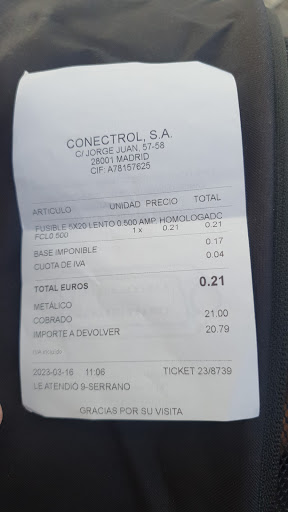 CONECTROL, S.A.
C/ JORGE JUAN, 57-58
28001 MADRID
CIF: A78157625
ARTICULO UNIDAD PRECIO TOTAL
FUSIBLE 5X20 LENTO 0.500 AMP. HOMOLOGADC
FCL0 500 1 x 0.21 0.21
BASE IMPONIBLE 0.17
CUOTA DE IVA 0.04
TOTAL EUROS 0.21
METÁLICO
COBRADO 21.00
IMPORTE A DEVOLVER 20.79
2023-03-16 11:06 TICKET 23/8739
LE ATENDIÓ 9-SERRANO
GRACIAS POR SU VISITA